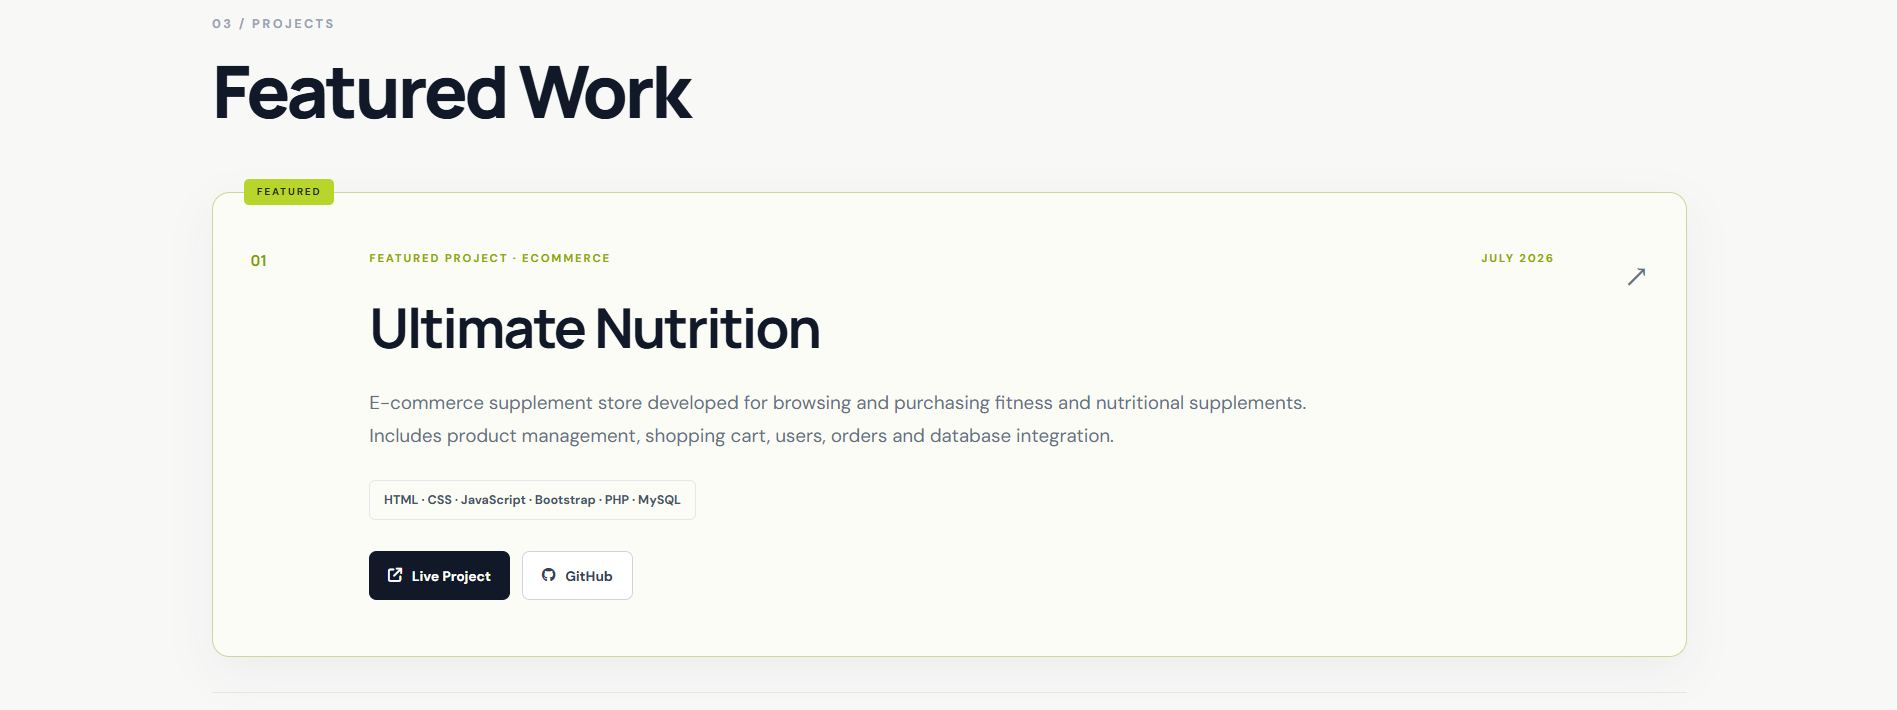 03 / PROJECTS
Featured Work
FEATURED
01
FEATURED PROJECT · ECOMMERCE
JULY 2026
Ultimate Nutrition
E-commerce supplement store developed for browsing and purchasing fitness and nutritional supplements.
Includes product management, shopping cart, users, orders and database integration.
HTML · CSS · JavaScript · Bootstrap · PHP · MySQL
Live Project
GitHub